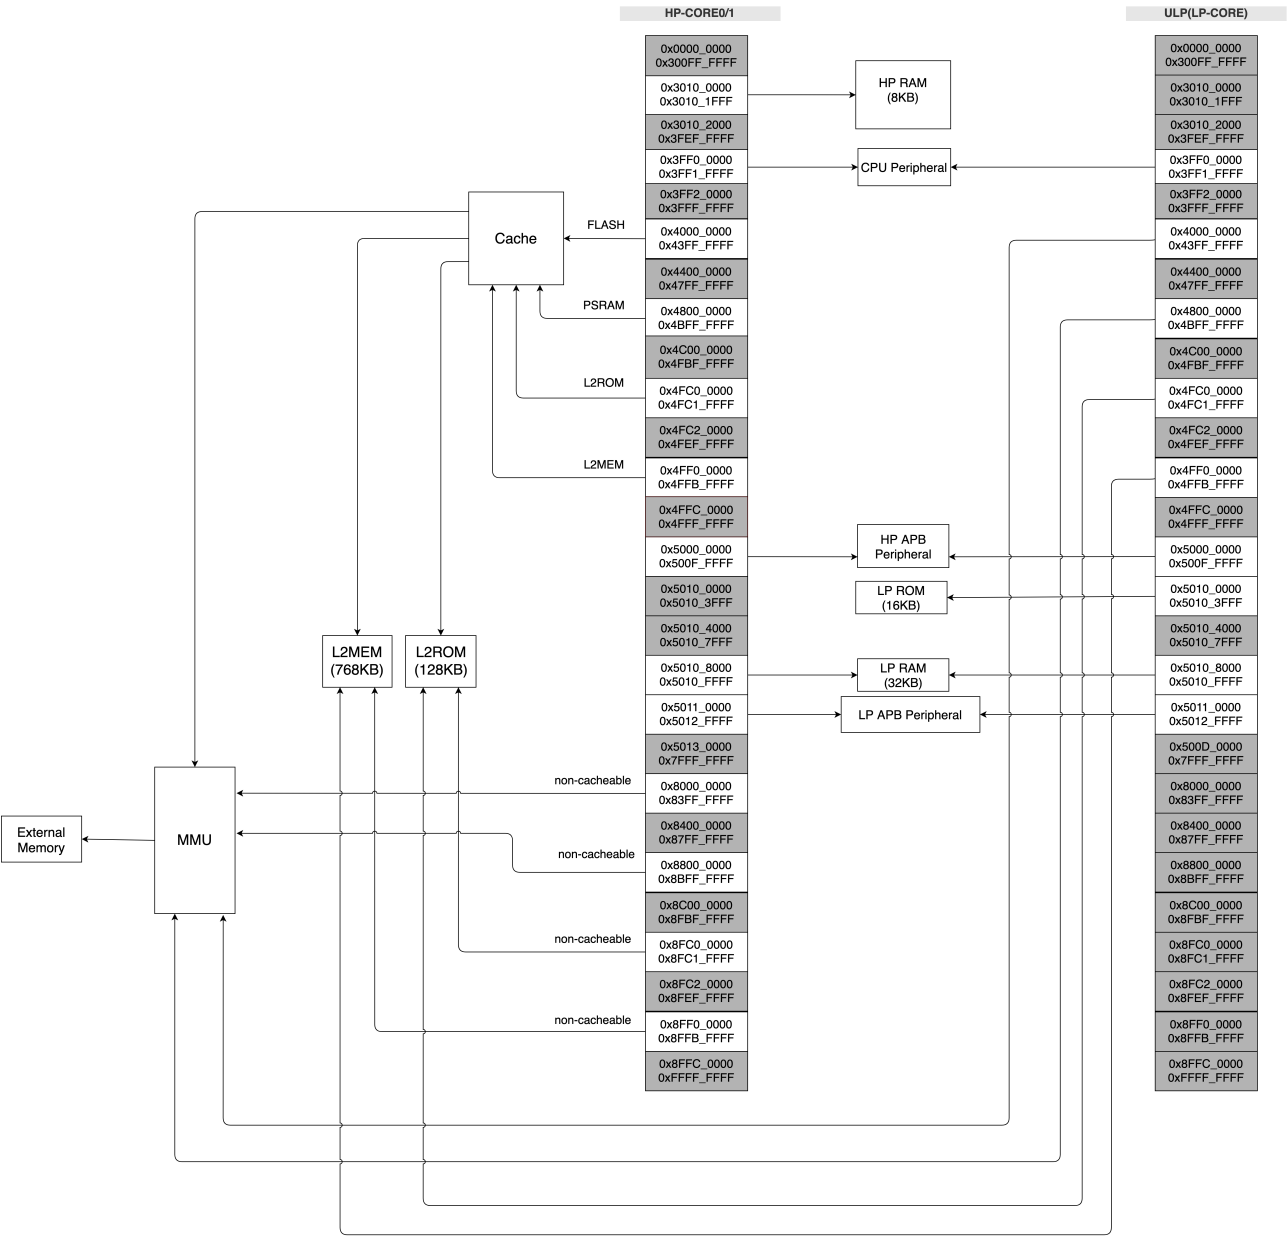 HP-CORE0/1
0x0000_0000
0x300FF_FFFF
0x3010_0000
0x3010_1FFF
0x3010_2000
0x3FEF_FFFF
0x3FF0_0000
0x3FF1_FFFF
0x3FF2_0000
0x3FFF_FFFF
0x4000_0000
0x43FF_FFFF
0x4400_0000
0x47FF_FFFF
0x4800_0000
0x4BFF_FFFF
0x4C00_0000
0x4FBF_FFFF
0x4FC0_0000
0x4FC1_FFFF
0x4FC2_0000
0x4FEF_FFFF
0x4FF0_0000
0x4FFB_FFFF
0x4FFC_0000
0x4FFF_FFFF
0x5000_0000
0x500F_FFFF
0x5010_0000
0x5010_3FFF
0x5010_4000
0x5010_7FFF
0x5010_8000
0x5010_FFFF
0x5011_0000
0x5012_FFFF
0x5013_0000
0x7FFF_FFFF
0x8000_0000
0x83FF_FFFF
0x8400_0000
0x87FF_FFFF
0x8800_0000
0x8BFF_FFFF
0x8C00_0000
0x8FBF_FFFF
0x8FC0_0000
0x8FC1_FFFF
0x8FC2_0000
0x8FEF_FFFF
0x8FF0_0000
0x8FFB_FFFF
0x8FFC_0000
0xFFFF_FFFF
ULP(LP-CORE)
0x0000_0000
0x300FF_FFFF
0x3010_0000
0x3010_1FFF
0x3010_2000
0x3FEF_FFFF
0x3FF0_0000
0x3FF1_FFFF
0x3FF2_0000
0x3FFF_FFFF
0x4000_0000
0x43FF_FFFF
0x4400_0000
0x47FF_FFFF
0x4800_0000
0x4BFF_FFFF
0x4C00_0000
0x4FBF_FFFF
0x4FC0_0000
0x4FC1_FFFF
0x4FC2_0000
0x4FEF_FFFF
0x4FF0_0000
0x4FFB_FFFF
0x4FFC_0000
0x4FFF_FFFF
0x5000_0000
0x500F_FFFF
0x5010_0000
0x5010_3FFF
0x5010_4000
0x5010_7FFF
0x5010_8000
0x5010_FFFF
0x5011_0000
0x5012_FFFF
0x500D_0000
0x7FFF_FFFF
0x8000_0000
0x83FF_FFFF
0x8400_0000
0x87FF_FFFF
0x8800_0000
0x8BFF_FFFF
0x8C00_0000
0x8FBF_FFFF
0x8FC0_0000
0x8FC1_FFFF
0x8FC2_0000
0x8FEF_FFFF
0x8FF0_0000
0x8FFB_FFFF
0x8FFC_0000
0xFFFF_FFFF
HP RAM
(8KB)
CPU Peripheral
HP APB
Peripheral
LP ROM
(16KB)
LP RAM
(32KB)
LP APB Peripheral
Cache
FLASH
PSRAM
L2ROM
L2MEM
L2MEM
(768KB)
L2ROM
(128KB)
non-cacheable
non-cacheable
non-cacheable
non-cacheable
MMU
External
Memory